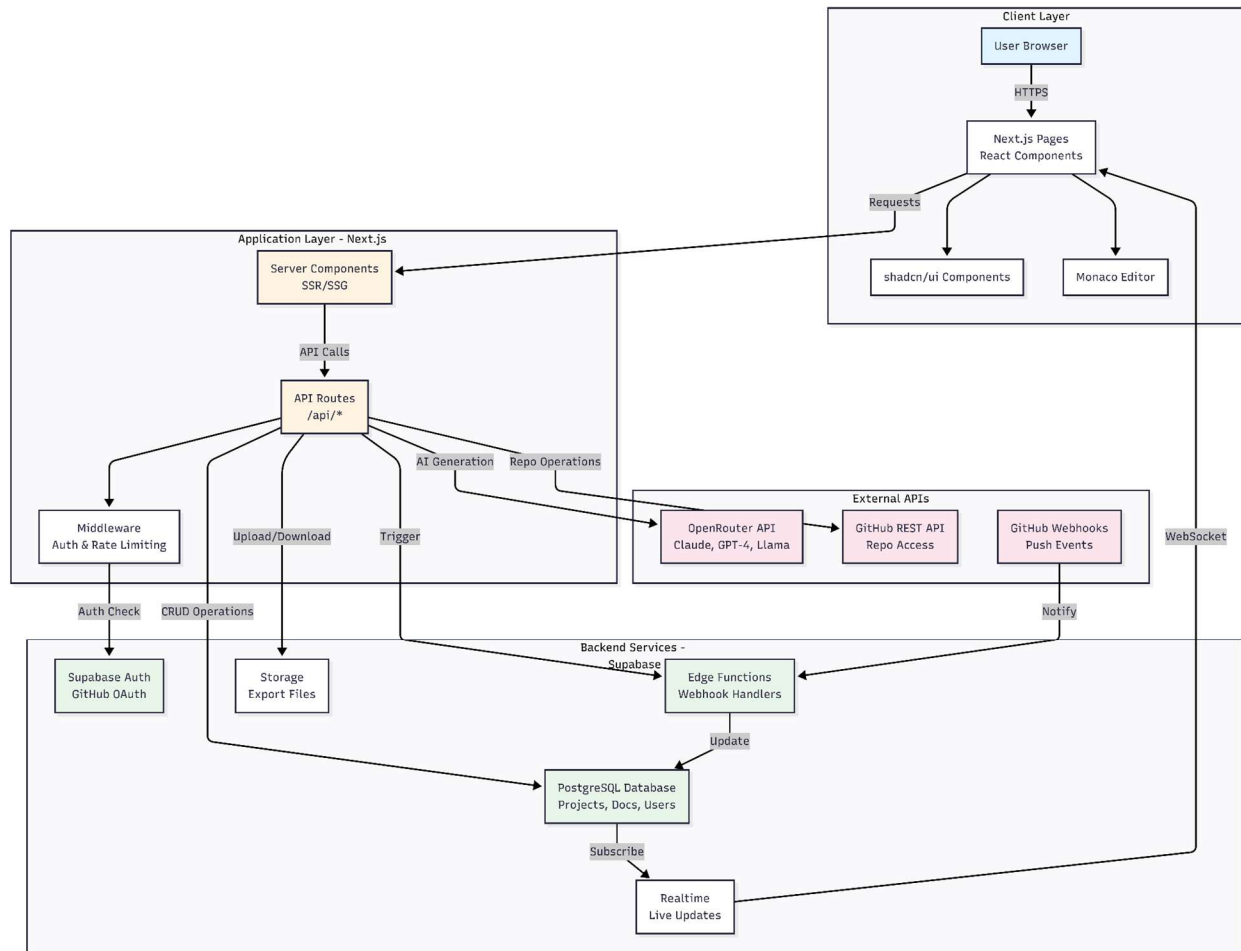 Client Layer
User Browser
HTTPS
Next.js Pages
React Components
Requests
shadcn/ui Components
Monaco Editor
Application Layer - Next.js
Server Components
SSR/SSG
API Calls
API Routes
/api/*
AI Generation
Repo Operations
Middleware
Auth & Rate Limiting
Upload/Download
Trigger
External APIs
OpenRouter API
Claude, GPT-4, Llama
GitHub REST API
Repo Access
GitHub Webhooks
Push Events
WebSocket
Auth Check
CRUD Operations
Notify
Backend Services -
Supabase
Supabase Auth
GitHub OAuth
Storage
Export Files
Edge Functions
Webhook Handlers
Update
PostgreSQL Database
Projects, Docs, Users
Subscribe
Realtime
Live Updates